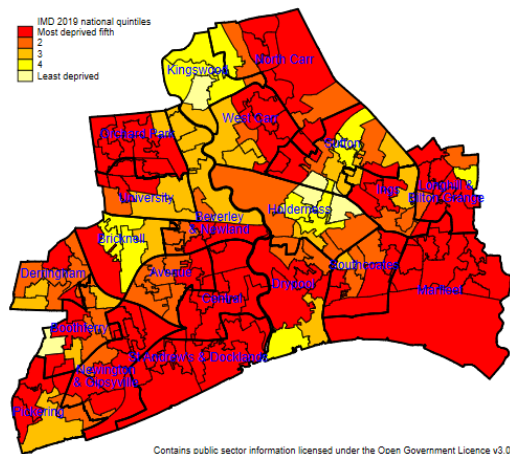 IMD 2019 national quintiles
Most deprived fifth
2
3
4
Least deprived
North Carr
Kingswood
West Carr
Orchard Park
Sutton
Ings
Longhill &
Bilton Grange
University
Holderness
Beverley
& Newland
Bricknell
Southcoates
Derringham
Avenue
Central
Drypool
Marfleet
Boothferry
St Andrew's & Docklands
Newington
& Gipsyville
Pickering
Contains public sector information licensed under the Open Government Licence v3.0